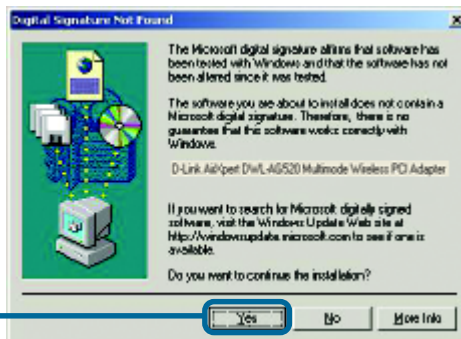 Digital Signature Not Found
The Microsoft digital signature affirms that software has
been tested with Windows and that the software has not
been altered since it was tested.
The software you are about to install does not contain a
Microsoft digital signature. Therefore, there is no
guarantee that this software works correctly with
Windows.
D-Link AirXpert DWL-AG520 Multimode Wireless PCI Adapter
If you want to search for Microsoft digitally signed
software, visit the Windows Update Web site at
http://windowsupdate.microsoft.com to see if one is
available.
Do you want to continue the installation?
Yes
No
More Info